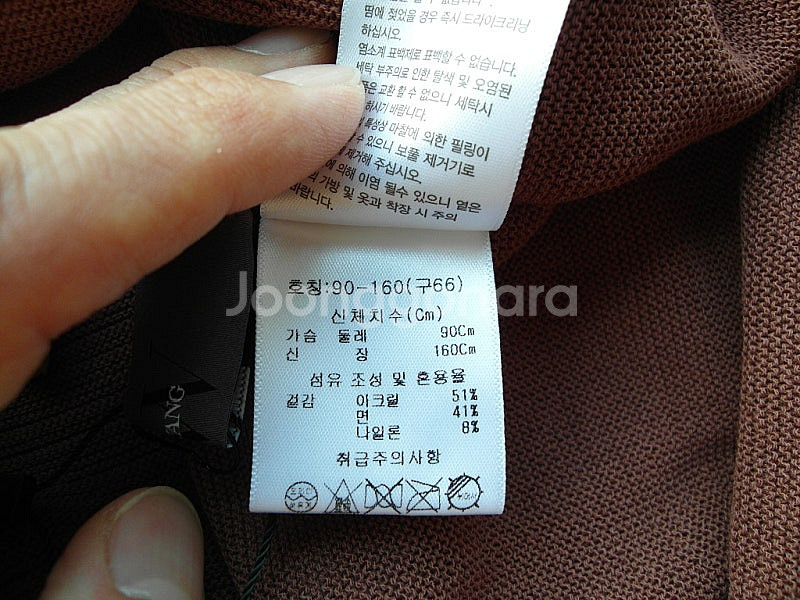 땀에 젖었을 경우 즉시 드라이크리닝
하십시오.
염소계 표백제로 표백할 수 없습니다.
세탁 부주의로 인한 탈색 및 오염된
품은 교환 할 수 없으니 세탁시
하시기 바랍니다.
특성상 마찰에 의한 필링이
수 있으니 보풀 제거기로
제거해 주십시오.
에 의해 이염 될수 있으니 옅은
의 가방 및 옷과 착장 시 주의
바랍니다.
호칭:90-160(구66)
신체치수(Cm)
가슴 둘레 90Cm
신 장 160Cm
섬유 조성 및 혼용율
겉감 아크릴 51%
면 41%
나일론 8%
취급주의사항
ANG
Joonggonara